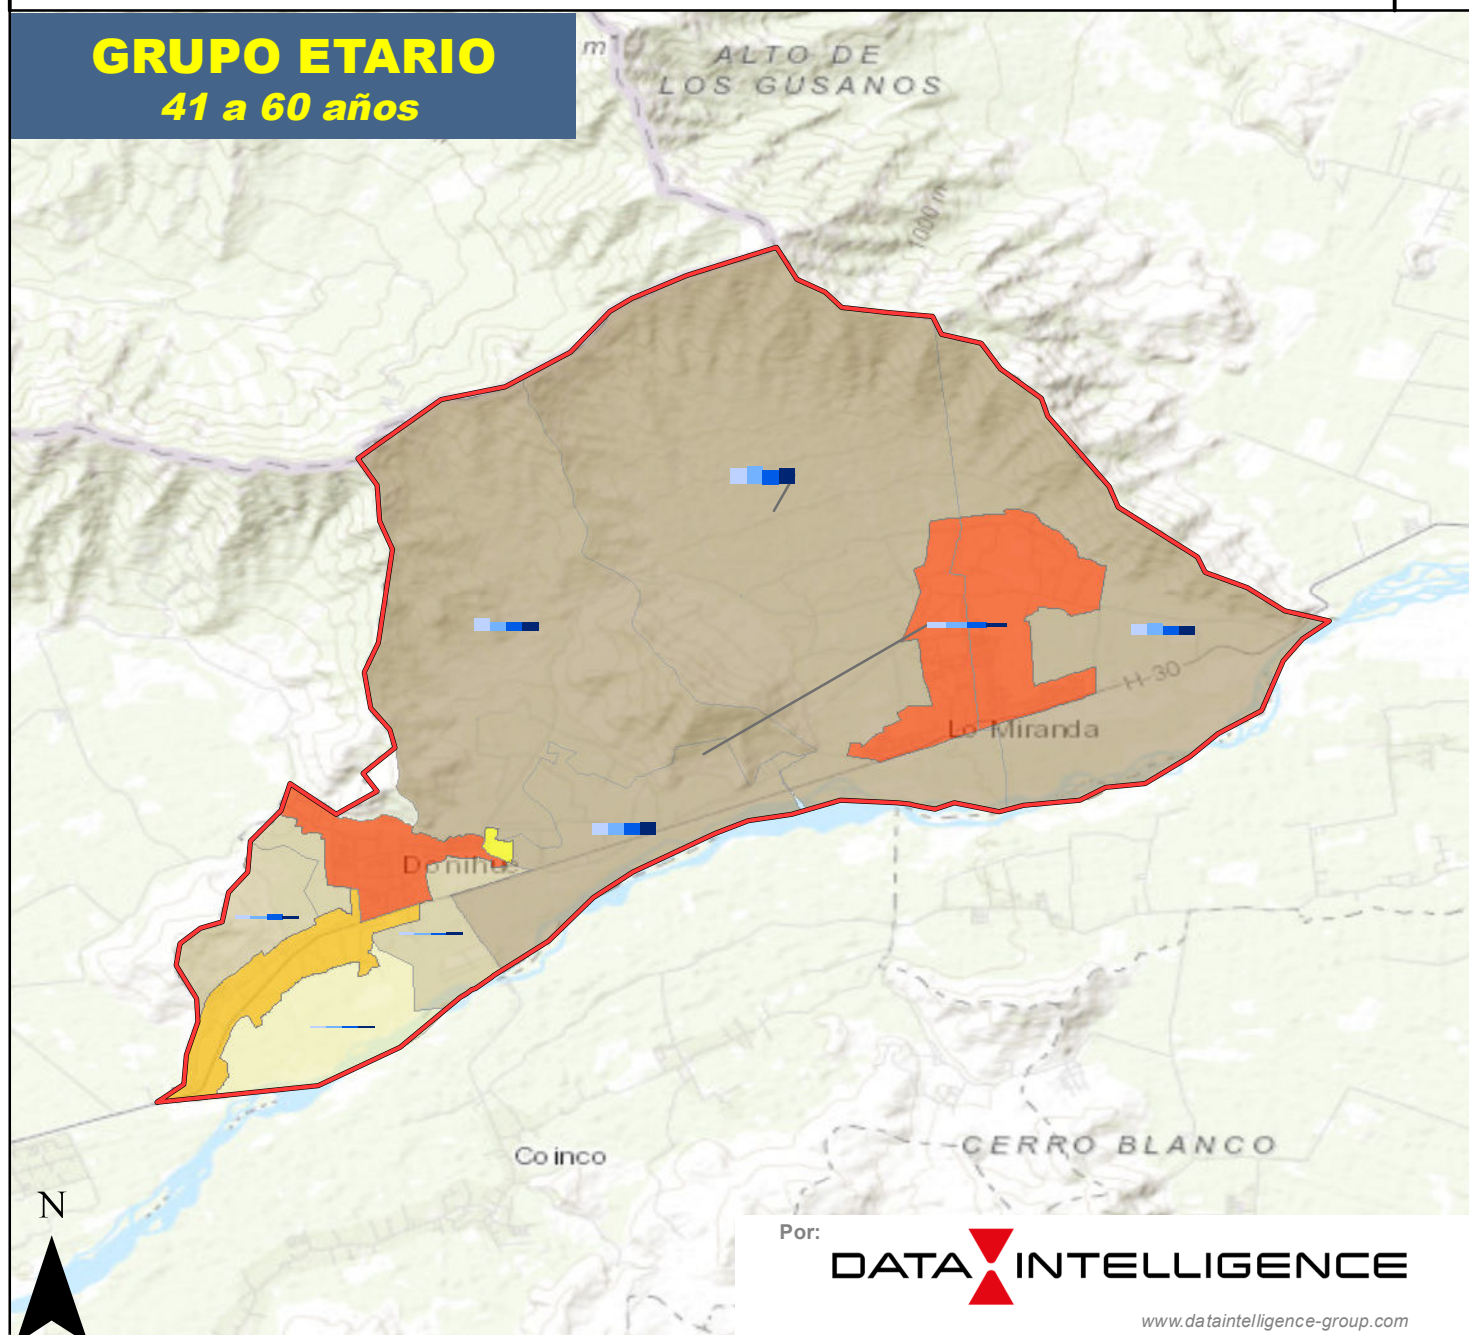 GRUPO ETARIO
41 a 60 años
m
ALTO DE
LOS GUSANOS
1000 m
H-30
Lo Miranda
Doñihue
Coinco
CERRO BLANCO
N
Por:
DATA INTELLIGENCE
www.dataintelligence-group.com